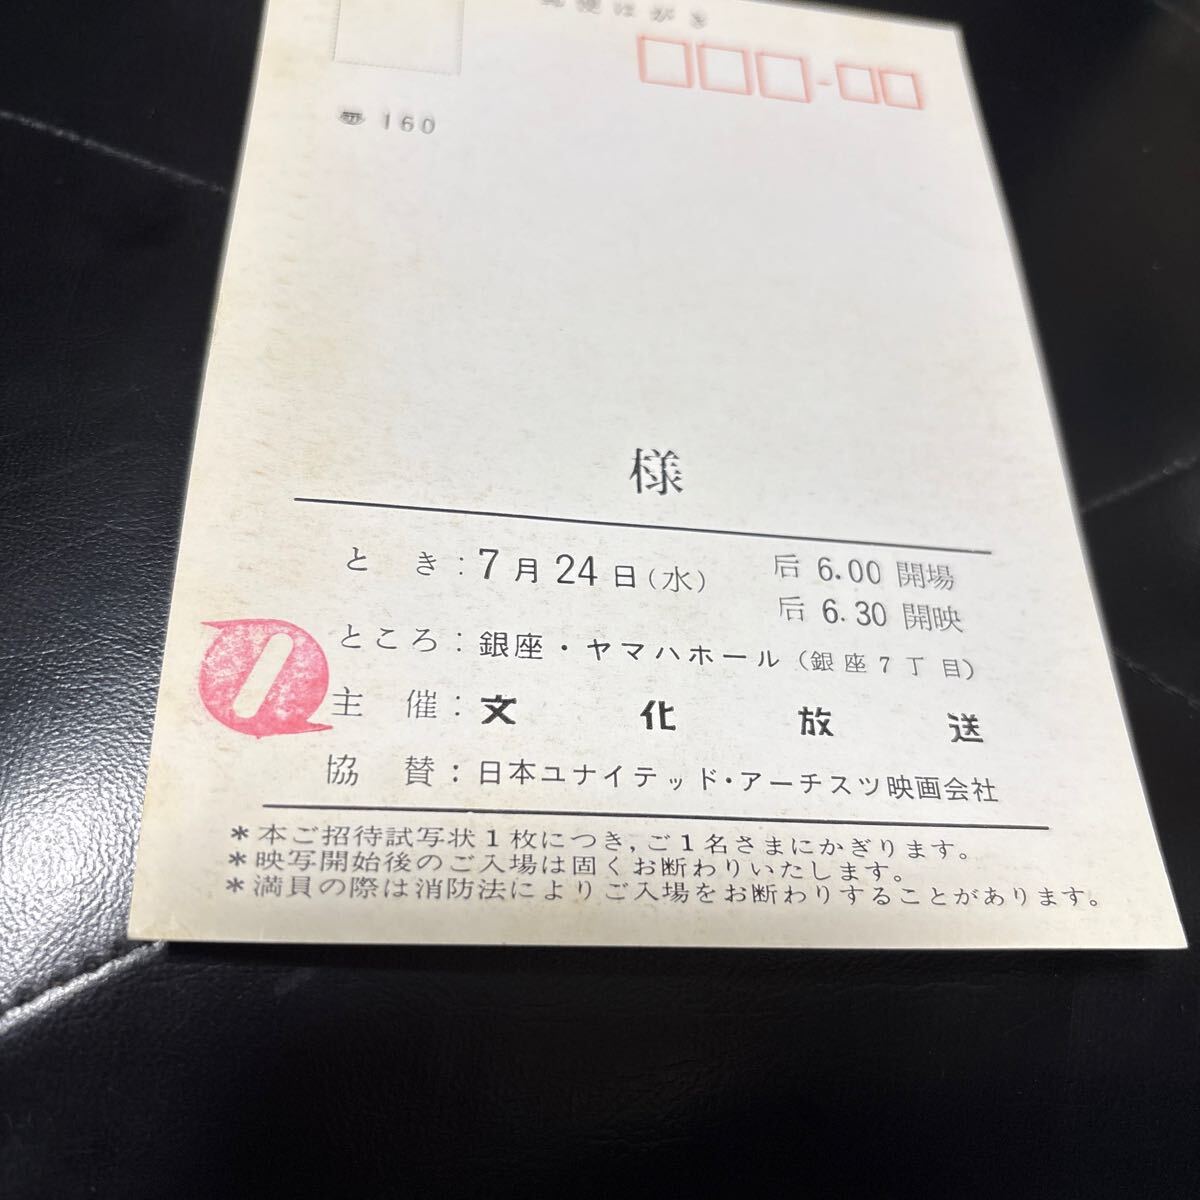 郵便はがき
〠 160
様
とき:7月24日(水) 后 6.00 開場
后 6.30 開映
ところ:銀座・ヤマハホール(銀座7丁目)
主催:文化放送
協賛:日本ユナイテッド・アーチスツ映画会社
*本ご招待試写状1枚につき,ご1名さまにかぎります。
*映写開始後のご入場は固くお断わりいたします。
*満員の際は消防法によりご入場をお断わりすることがあります。